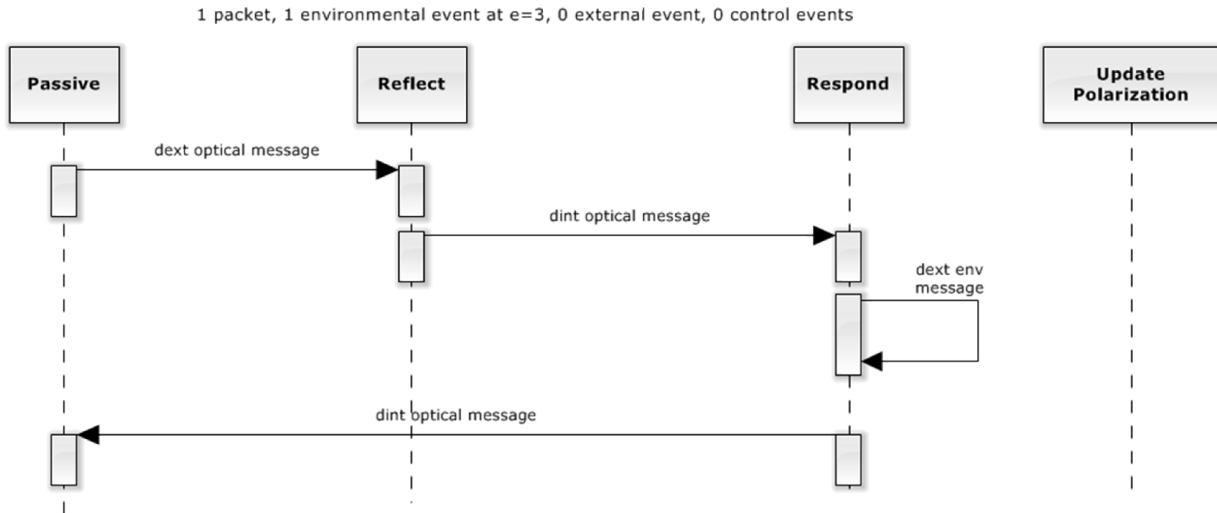 1 packet, 1 environmental event at e=3, 0 external event, 0 control events
Passive
Reflect
Respond
Update
Polarization
dext optical message
dint optical message
dext env
message
dint optical message